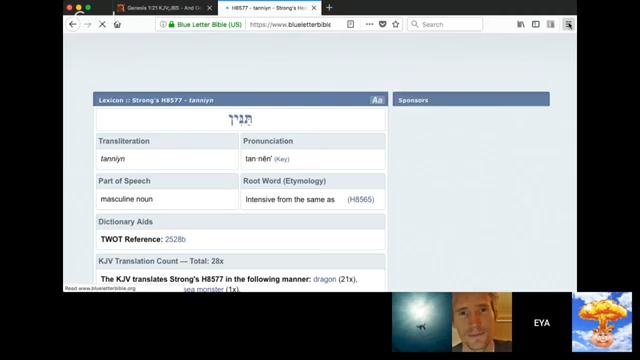 Genesis 1:21 KJV;JBS - And Go
H8577 - tanniyn - Strong's He
Blue Letter Bible (US)
https://www.blueletterbible
Search
Lexicon :: Strong's H8577 - tanniyn
Aa
Sponsors
תַּנִּין
Transliteration
Pronunciation
tanniyn
tan·nēn' (Key)
Part of Speech
Root Word (Etymology)
masculine noun
Intensive from the same as (H8565)
Dictionary Aids
TWOT Reference: 2528b
KJV Translation Count — Total: 28x
The KJV translates Strong's H8577 in the following manner: dragon (21x),
sea monster (1x).
Read www.blueletterbible.org
EYA